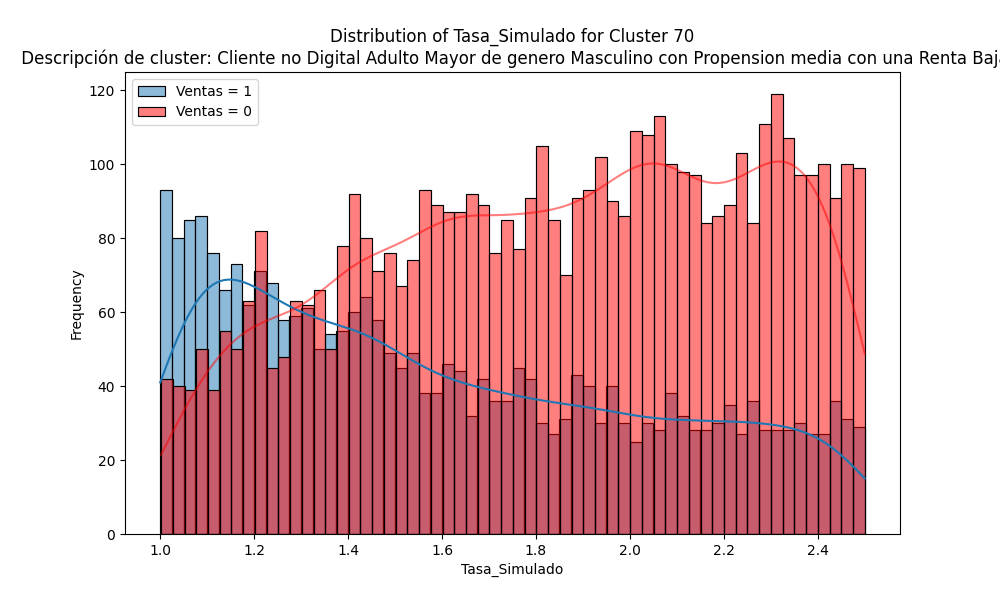 Distribution of Tasa_Simulado for Cluster 70
Descripción de cluster: Cliente no Digital Adulto Mayor de genero Masculino con Propension media con una Renta Baj
Ventas = 1
Ventas = 0
Frequency
120
100
80
60
40
20
0
1.0 1.2 1.4 1.6 1.8 2.0 2.2 2.4
Tasa_Simulado